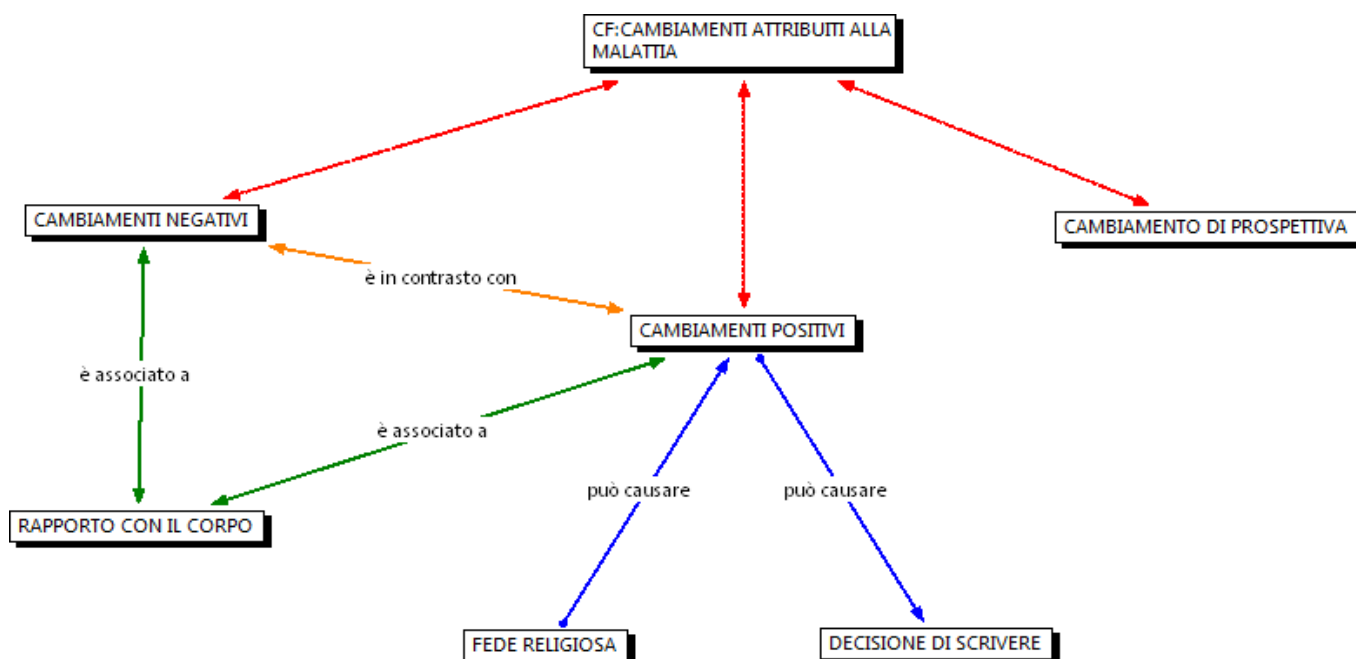 CF:CAMBIAMENTI ATTRIBUITI ALLA
MALATTIA
CAMBIAMENTI NEGATIVI
CAMBIAMENTO DI PROSPETTIVA
è in contrasto con
CAMBIAMENTI POSITIVI
è associato a
è associato a
può causare
può causare
RAPPORTO CON IL CORPO
FEDE RELIGIOSA
DECISIONE DI SCRIVERE